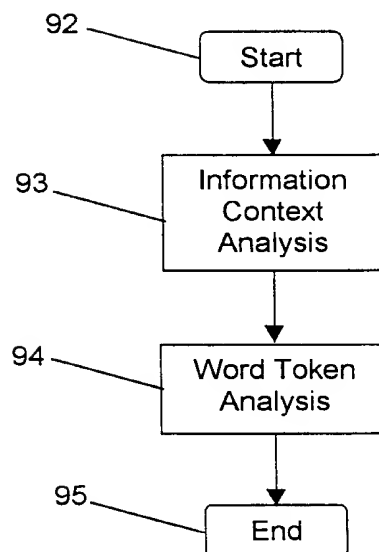 92
Start
93
Information
Context
Analysis
94
Word Token
Analysis
95
End